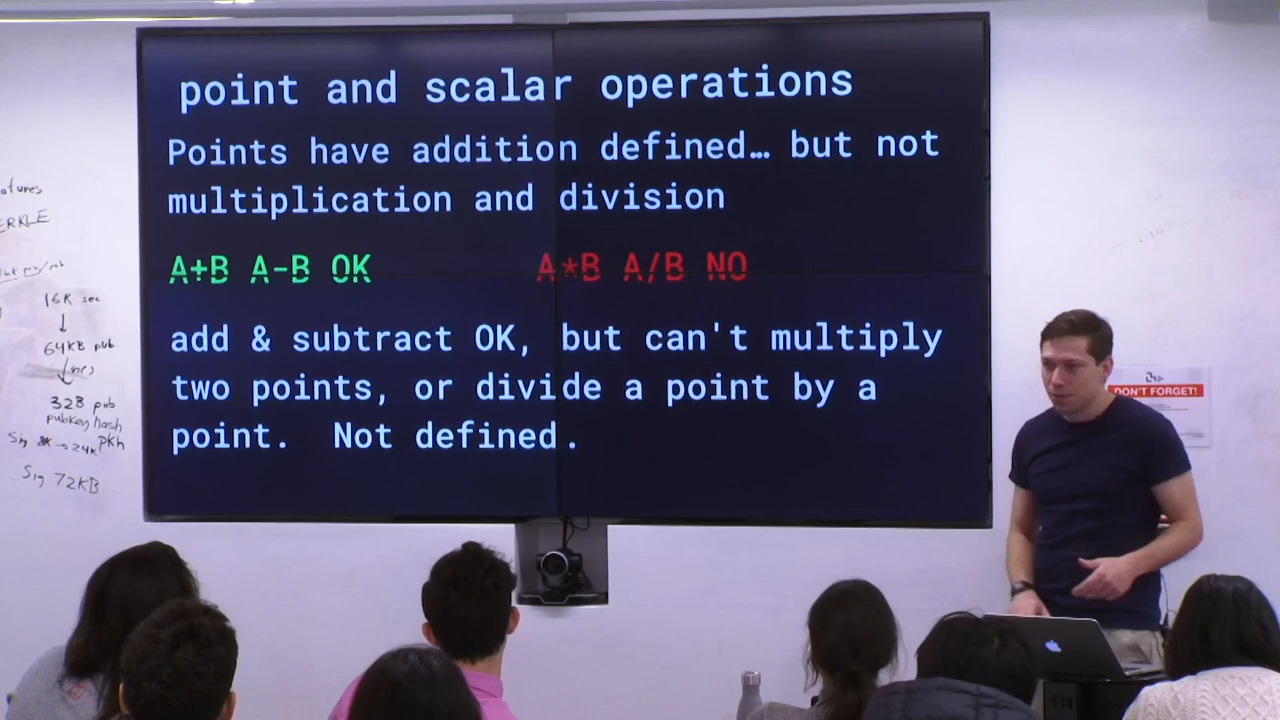 point and scalar operations
Points have addition defined… but not
multiplication and division
A+B A-B OK
A*B A/B NO
add & subtract OK, but can't multiply
two points, or divide a point by a
point.  Not defined.
16K sec
64KB pub
32B pub
pubkey hash
pkh
Sig 72KB
DON'T FORGET!